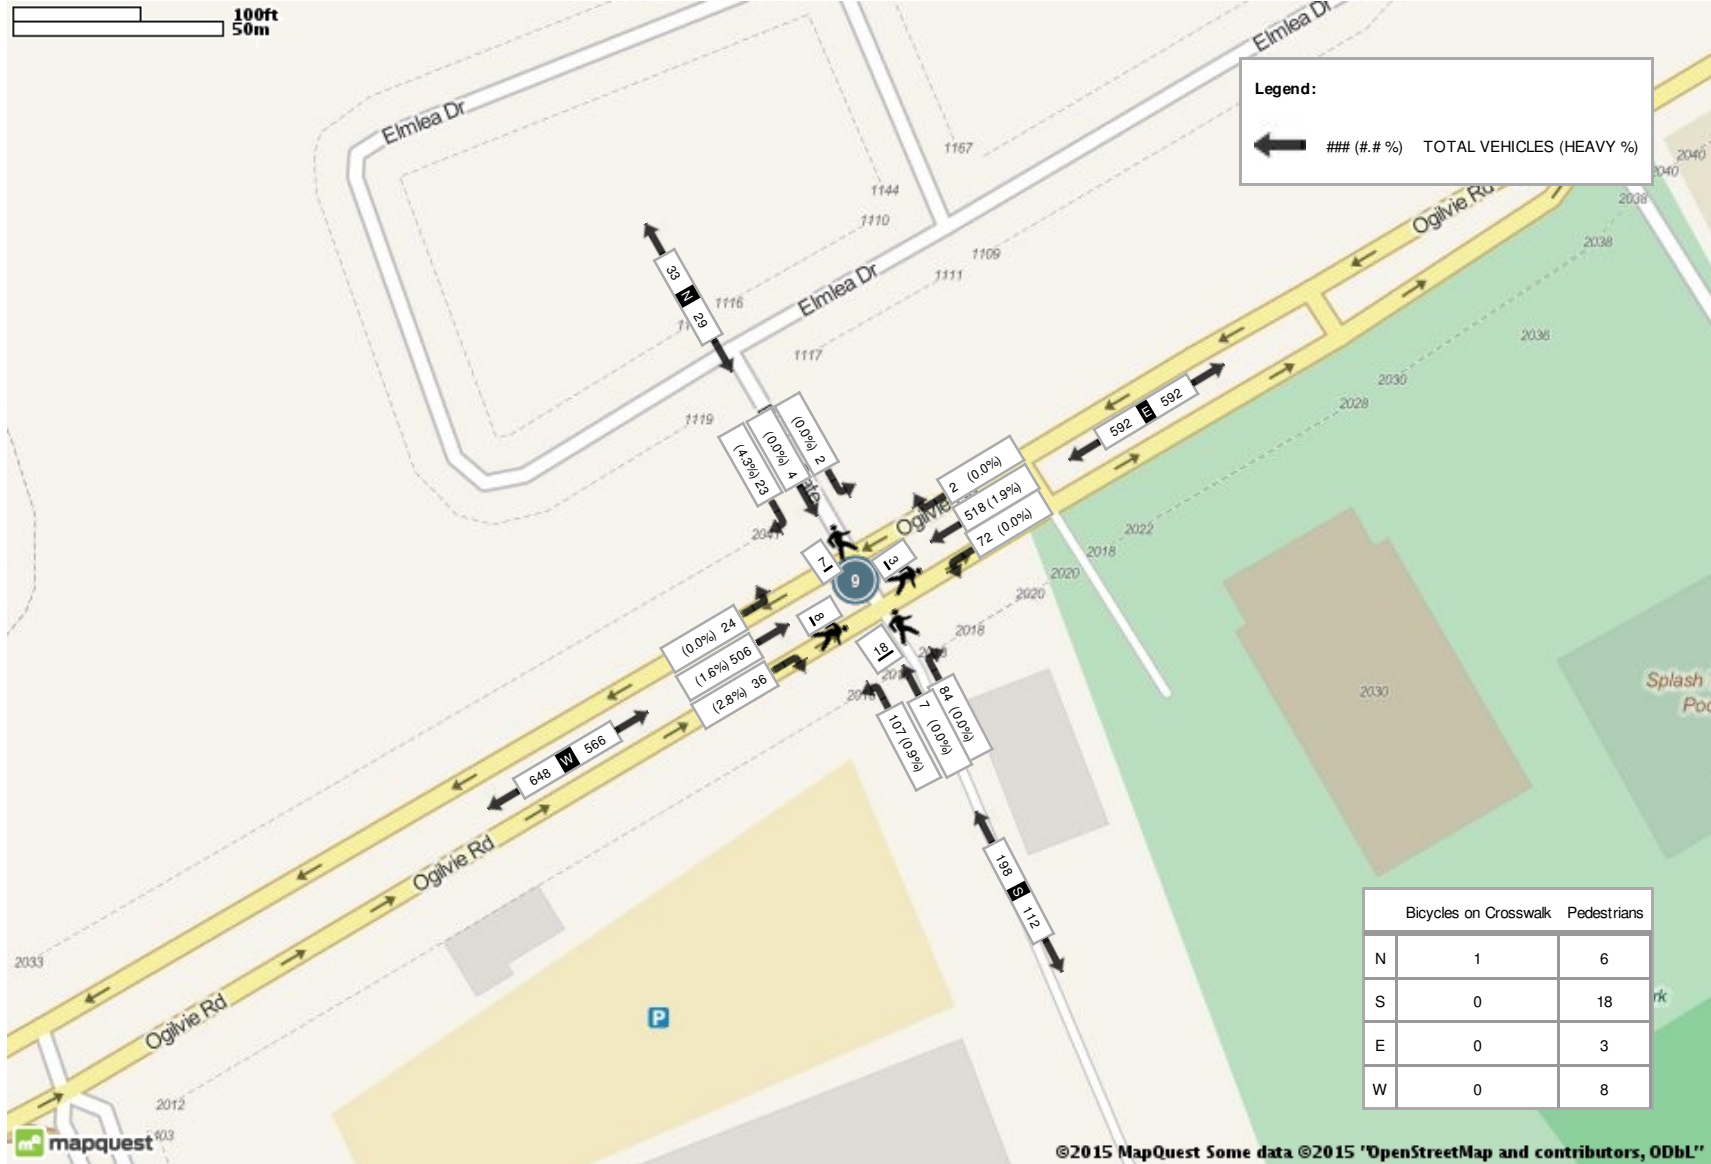 100ft
50m
Elmlea Dr
Elmlea Dr
Legend:
### (#.# %) TOTAL VEHICLES (HEAVY %)
1167
2040
2040
2038
1144
1110
Ogilvie Rd
2038
1109
1111
Elmlea Dr
33 N 29
1116
1117
2036
2030
592 E 592
2028
1119
(4.3%) 23
(0.0%) 4
(0.0%) 2
2 (0.0%)
518 (1.9%)
72 (0.0%)
Ogilvie
2022
2018
2020
2020
2018
7
3
9
8
18
(0.0%) 24
(1.6%) 506
(2.8%) 36
107 (0.9%)
7 (0.0%)
84 (0.0%)
2030
Splash
648 W 566
Ogilvie Rd
198 S 112
2033
Ogilvie Rd
P
Bicycles on Crosswalk Pedestrians
N 1 6
S 0 18
E 0 3
W 0 8
2012
mapquest
©2015 MapQuest Some data ©2015 "OpenStreetMap and contributors, ODbL"